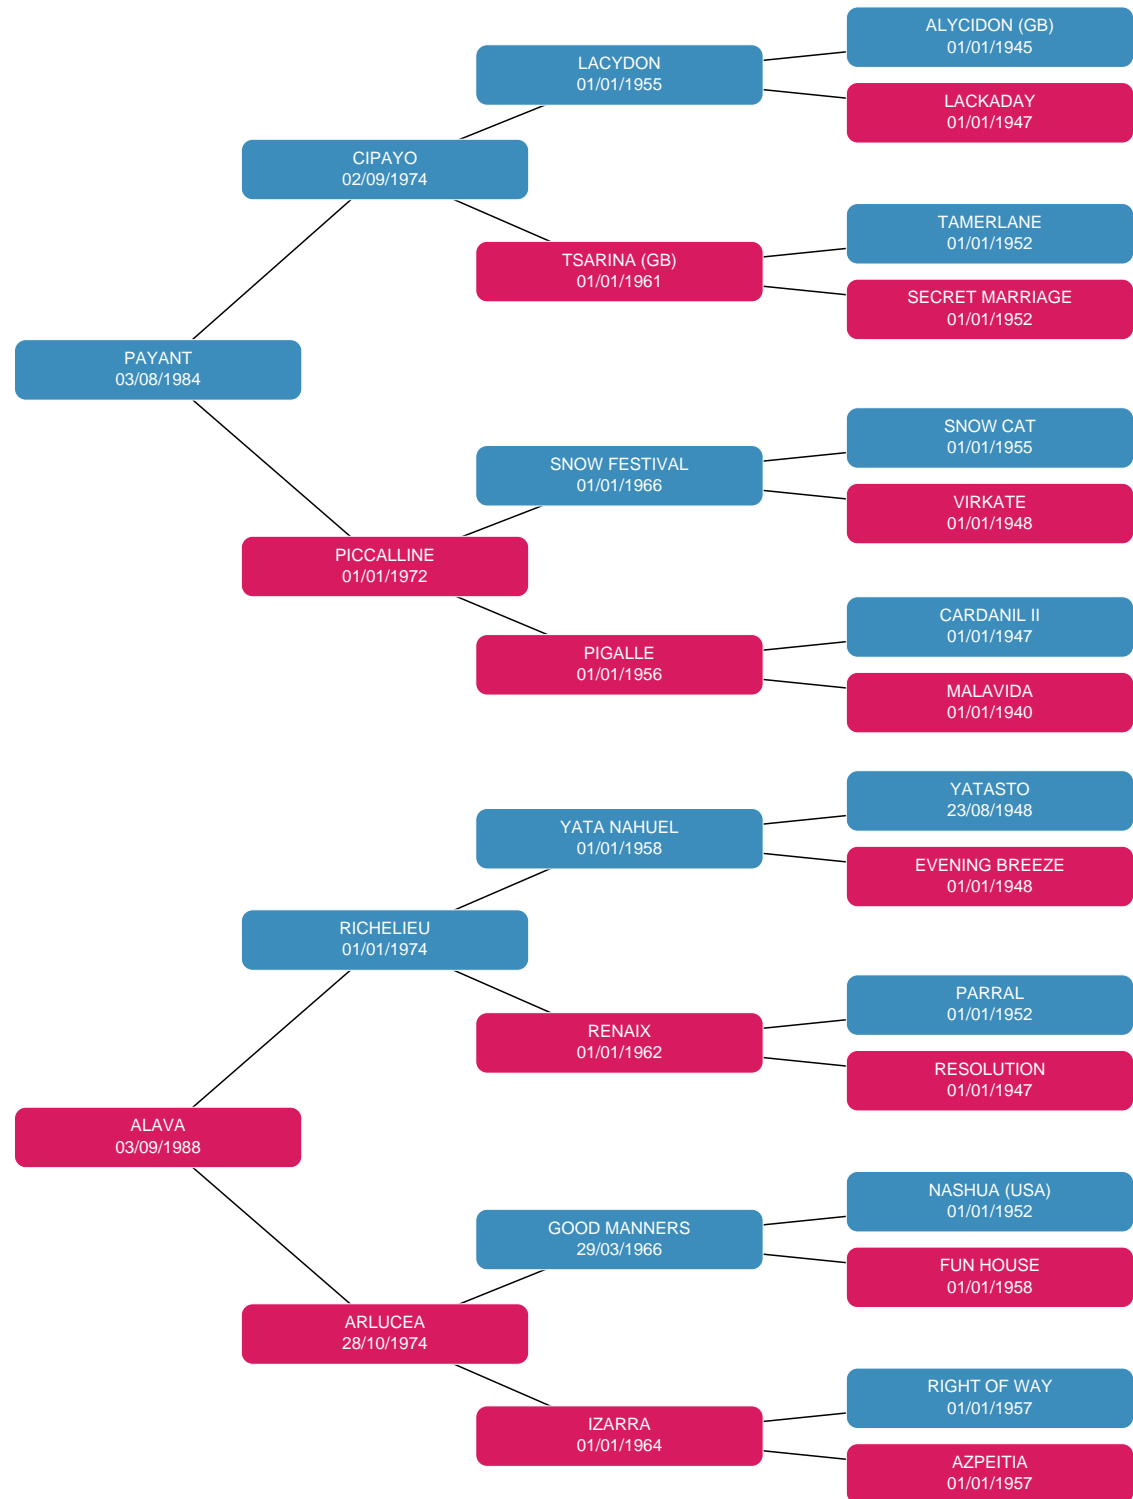 ALYCIDON (GB)
01/01/1945
LACYDON
01/01/1955
LACKADAY
01/01/1947
CIPAYO
02/09/1974
TAMERLANE
01/01/1952
TSARINA (GB)
01/01/1961
SECRET MARRIAGE
01/01/1952
PAYANT
03/08/1984
SNOW CAT
01/01/1955
SNOW FESTIVAL
01/01/1966
VIRKATE
01/01/1948
PICCALLINE
01/01/1972
CARDANIL II
01/01/1947
PIGALLE
01/01/1956
MALAVIDA
01/01/1940
YATASTO
23/08/1948
YATA NAHUEL
01/01/1958
EVENING BREEZE
01/01/1948
RICHELIEU
01/01/1974
PARRAL
01/01/1952
RENAIX
01/01/1962
RESOLUTION
01/01/1947
ALAVA
03/09/1988
NASHUA (USA)
01/01/1952
GOOD MANNERS
29/03/1966
FUN HOUSE
01/01/1958
ARLUCEA
28/10/1974
RIGHT OF WAY
01/01/1957
IZARRA
01/01/1964
AZPEITIA
01/01/1957